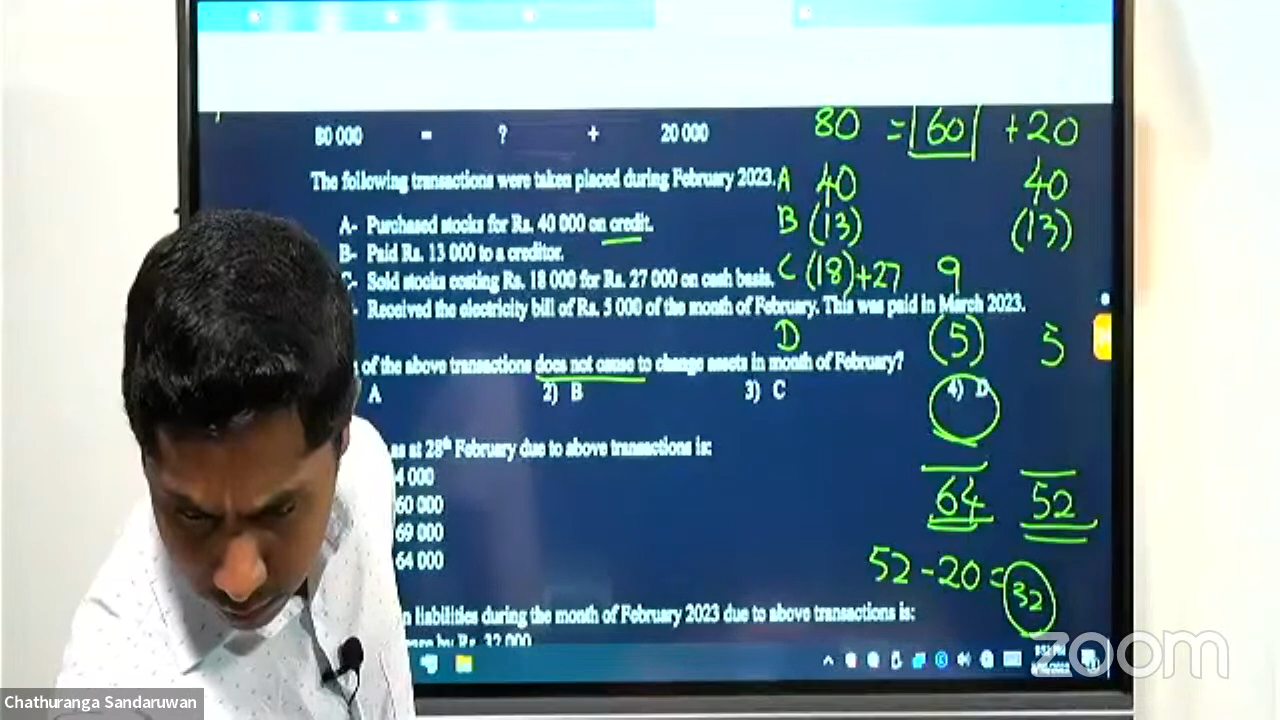 80 000 = ? + 20 000 80 = 60 + 20
The following transactions were taken placed during February 2023. A 40 40
A- Purchased stocks for Rs. 40 000 on credit. B (13) (13)
B- Paid Rs. 13 000 to a creditor.
- Sold stocks costing Rs. 18 000 for Rs. 27 000 on cash basis. C (18)+27 9
- Received the electricity bill of Rs. 5 000 of the month of February. This was paid in March 2023.
D (5) 5
of the above transactions does not cause to change assets in month of February?
A 2) B 3) C 4) D
as at 28th February due to above transactions is:
4 000
60 000 64 52
69 000
64 000 52 - 20 = 32
n liabilities during the month of February 2023 due to above transactions is:
by Rs. 32 000
zoom
Chathuranga Sandaruwan